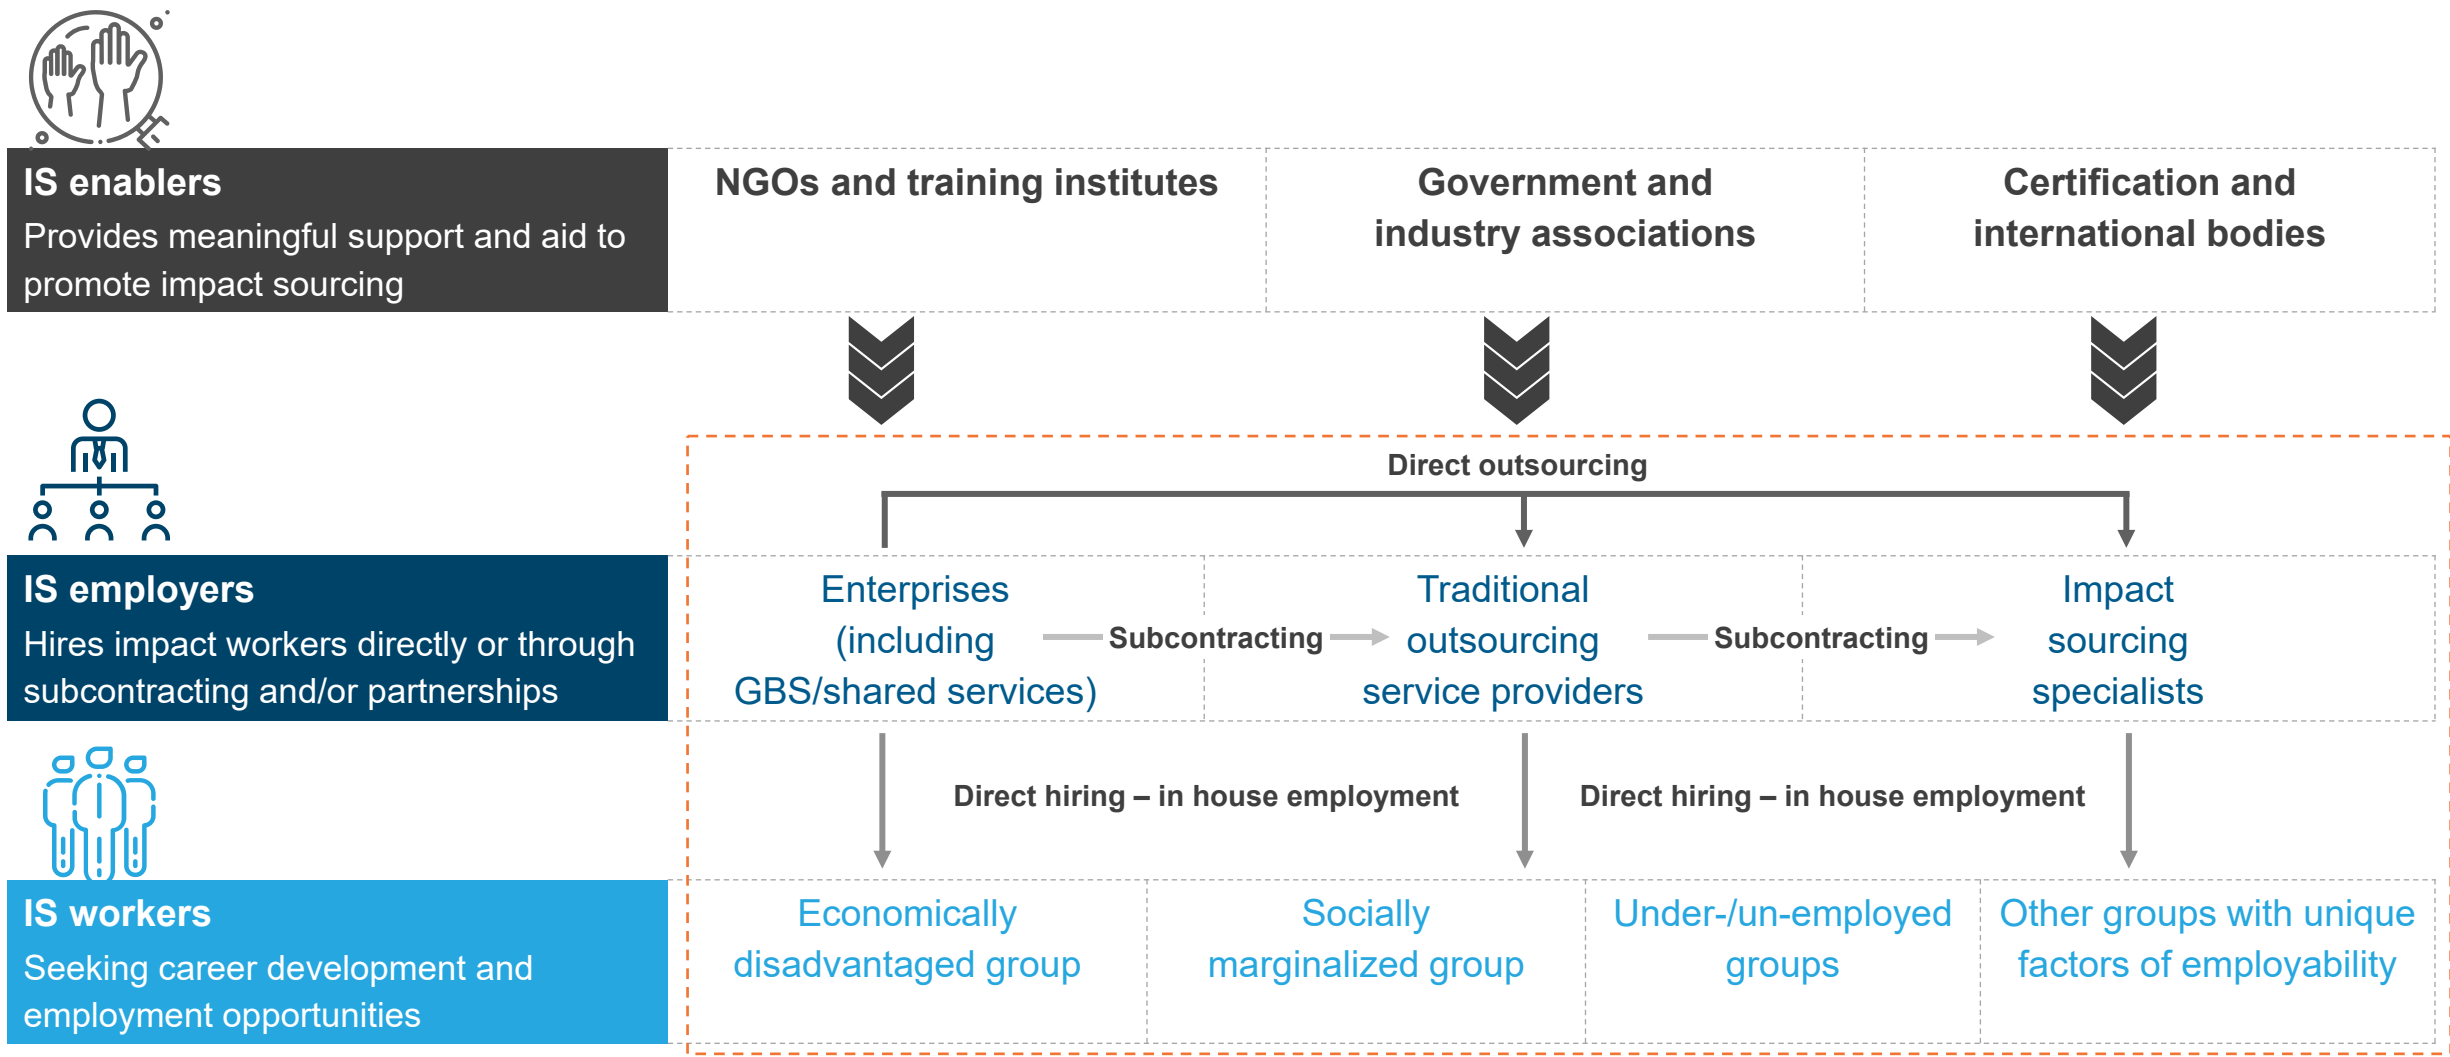 IS enablers
Provides meaningful support and aid to
promote impact sourcing
NGOs and training institutes
Government and
industry associations
Certification and
international bodies
Direct outsourcing
IS employers
Hires impact workers directly or through
subcontracting and/or partnerships
Enterprises
(including
GBS/shared services)
Subcontracting
Traditional
outsourcing
service providers
Subcontracting
Impact
sourcing
specialists
Direct hiring – in house employment
Direct hiring – in house employment
IS workers
Seeking career development and
employment opportunities
Economically
disadvantaged group
Socially
marginalized group
Under-/un-employed
groups
Other groups with unique
factors of employability